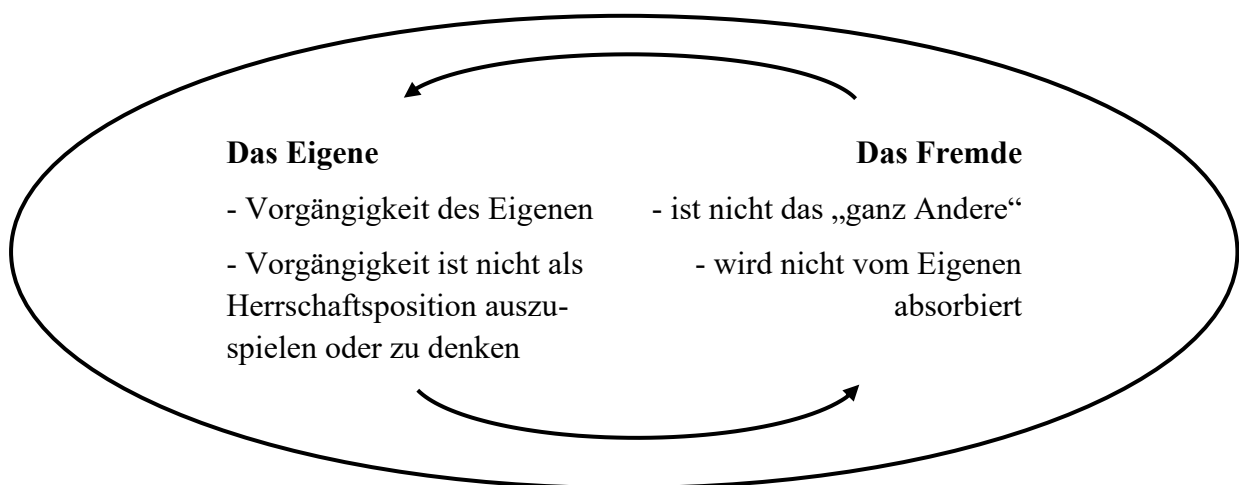 Das Eigene
- Vorgängigkeit des Eigenen
- Vorgängigkeit ist nicht als
Herrschaftsposition auszu-
spielen oder zu denken
Das Fremde
- ist nicht das „ganz Andere“
- wird nicht vom Eigenen
absorbiert